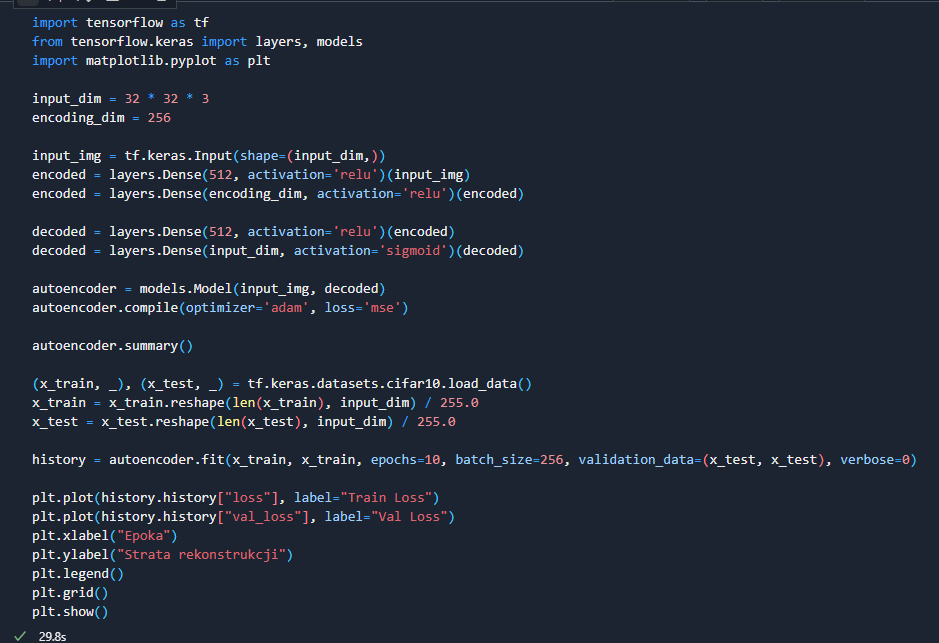 import tensorflow as tf
from tensorflow.keras import layers, models
import matplotlib.pyplot as plt

input_dim = 32 * 32 * 3
encoding_dim = 256

input_img = tf.keras.Input(shape=(input_dim,))
encoded = layers.Dense(512, activation='relu')(input_img)
encoded = layers.Dense(encoding_dim, activation='relu')(encoded)

decoded = layers.Dense(512, activation='relu')(encoded)
decoded = layers.Dense(input_dim, activation='sigmoid')(decoded)

autoencoder = models.Model(input_img, decoded)
autoencoder.compile(optimizer='adam', loss='mse')

autoencoder.summary()

(x_train, _), (x_test, _) = tf.keras.datasets.cifar10.load_data()
x_train = x_train.reshape(len(x_train), input_dim) / 255.0
x_test = x_test.reshape(len(x_test), input_dim) / 255.0

history = autoencoder.fit(x_train, x_train, epochs=10, batch_size=256, validation_data=(x_test, x_test), verbose=0)

plt.plot(history.history["loss"], label="Train Loss")
plt.plot(history.history["val_loss"], label="Val Loss")
plt.xlabel("Epoka")
plt.ylabel("Strata rekonstrukcji")
plt.legend()
plt.grid()
plt.show()
29.8s